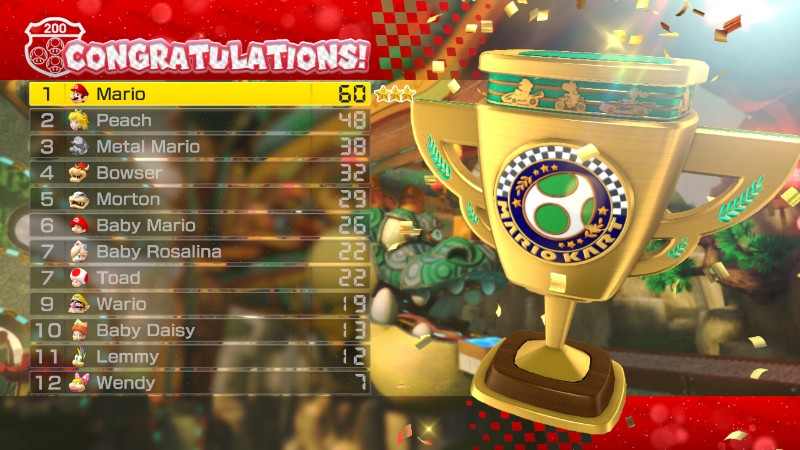 200
CONGRATULATIONS!
1 Mario 60
2 Peach 48
3 Metal Mario 38
4 Bowser 32
5 Morton 29
6 Baby Mario 26
7 Baby Rosalina 22
7 Toad 22
9 Wario 19
10 Baby Daisy 13
11 Lemmy 12
12 Wendy 7
MARIO KART